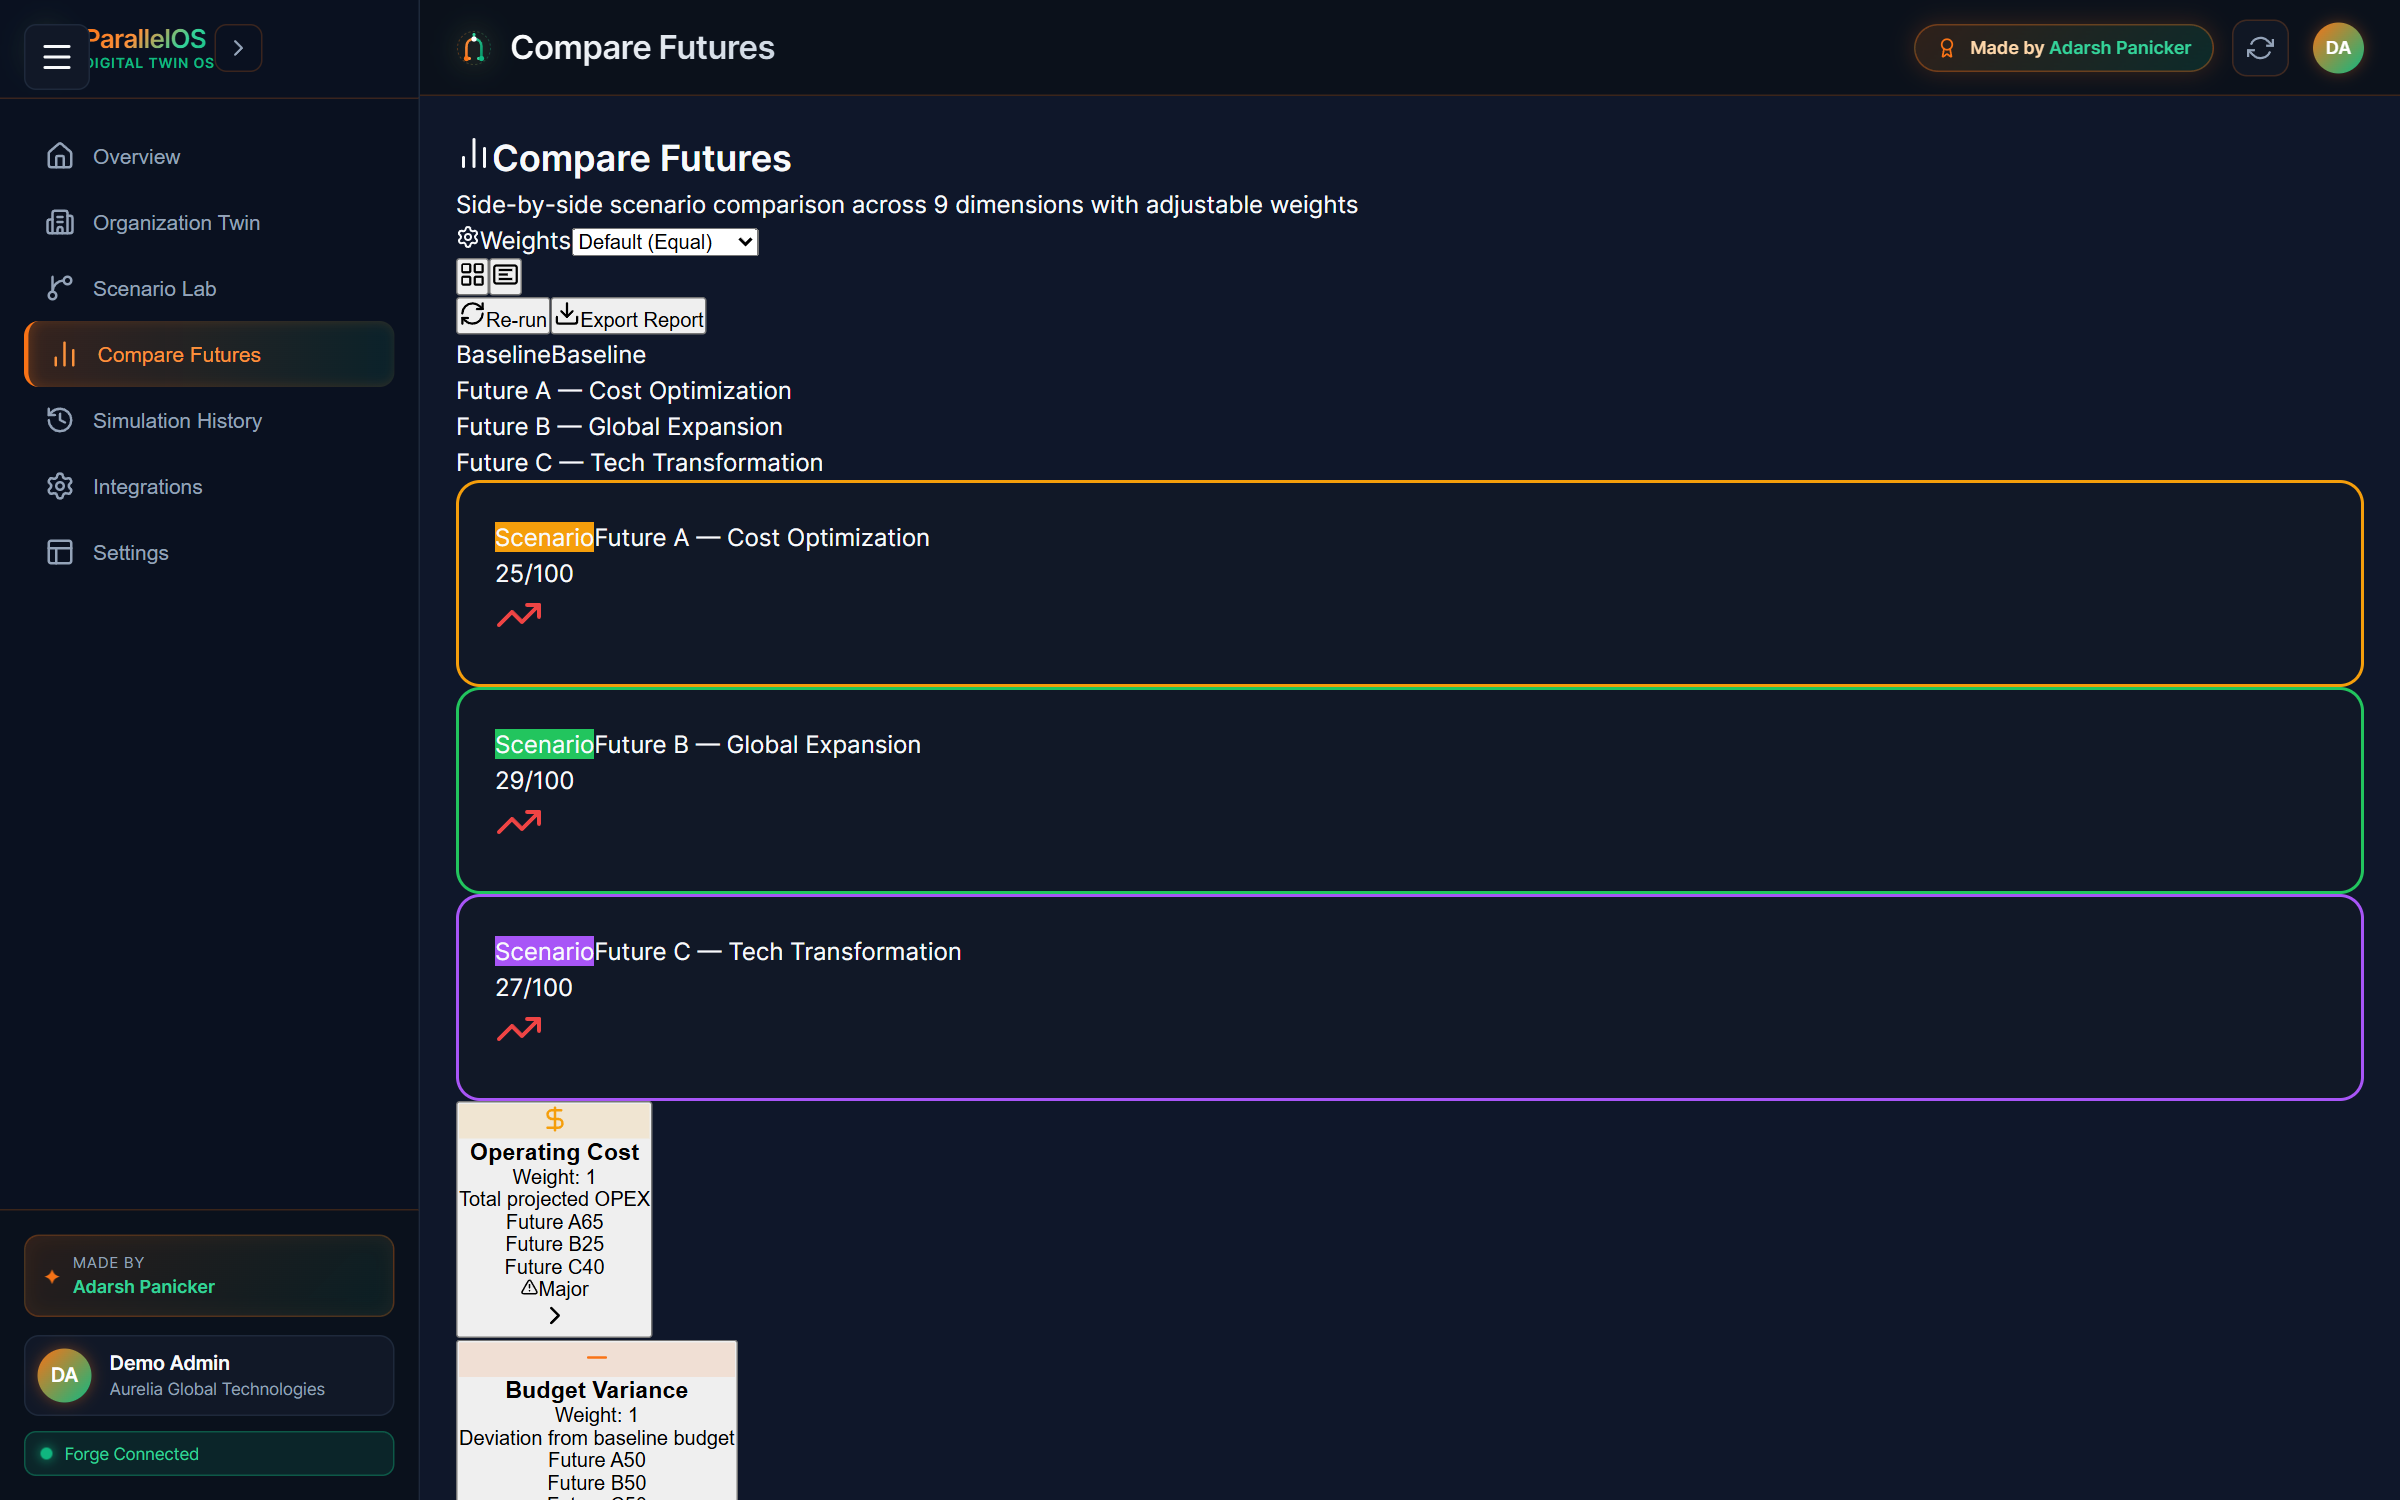 ParallelOS
DIGITAL TWIN OS
Overview
Organization Twin
Scenario Lab
Compare Futures
Simulation History
Integrations
Settings
MADE BY
Adarsh Panicker
DA
Demo Admin
Aurelia Global Technologies
Forge Connected
Compare Futures
Made by Adarsh Panicker
DA
Compare Futures
Side-by-side scenario comparison across 9 dimensions with adjustable weights
Weights Default (Equal)
Re-run Export Report
BaselineBaseline
Future A — Cost Optimization
Future B — Global Expansion
Future C — Tech Transformation
ScenarioFuture A — Cost Optimization
25/100
ScenarioFuture B — Global Expansion
29/100
ScenarioFuture C — Tech Transformation
27/100
$
Operating Cost
Weight: 1
Total projected OPEX
Future A65
Future B25
Future C40
Major
Budget Variance
Weight: 1
Deviation from baseline budget
Future A50
Future B50